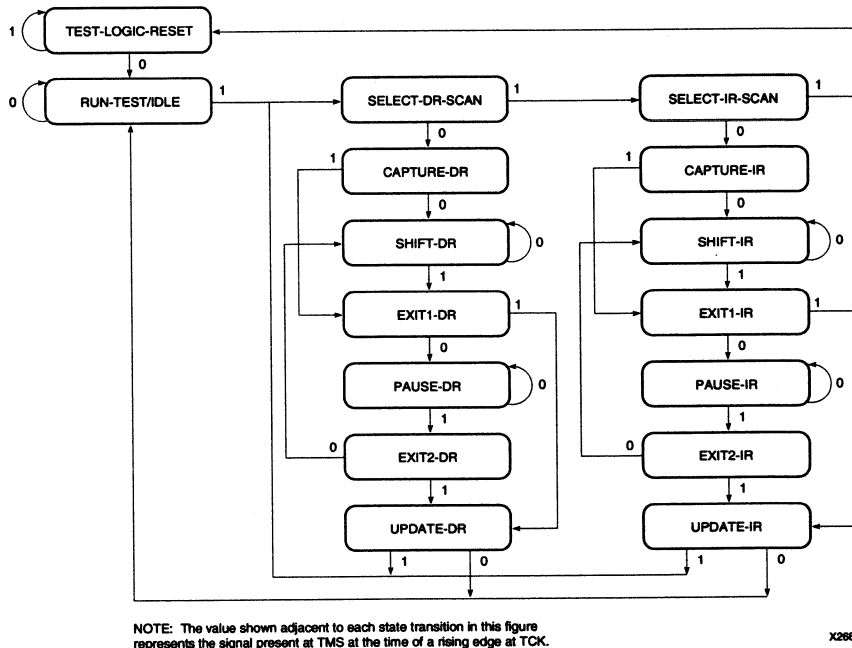 1
TEST-LOGIC-RESET
0
0
RUN-TEST/IDLE
1
SELECT-DR-SCAN
1
SELECT-IR-SCAN
1
0
0
1
CAPTURE-DR
1
CAPTURE-IR
0
0
SHIFT-DR
0
SHIFT-IR
0
1
1
EXIT1-DR
1
EXIT1-IR
1
0
0
PAUSE-DR
0
PAUSE-IR
0
1
1
0
EXIT2-DR
0
EXIT2-IR
1
1
UPDATE-DR
UPDATE-IR
1
0
1
0
NOTE: The value shown adjacent to each state transition in this figure
represents the signal present at TMS at the time of a rising edge at TCK.
X268